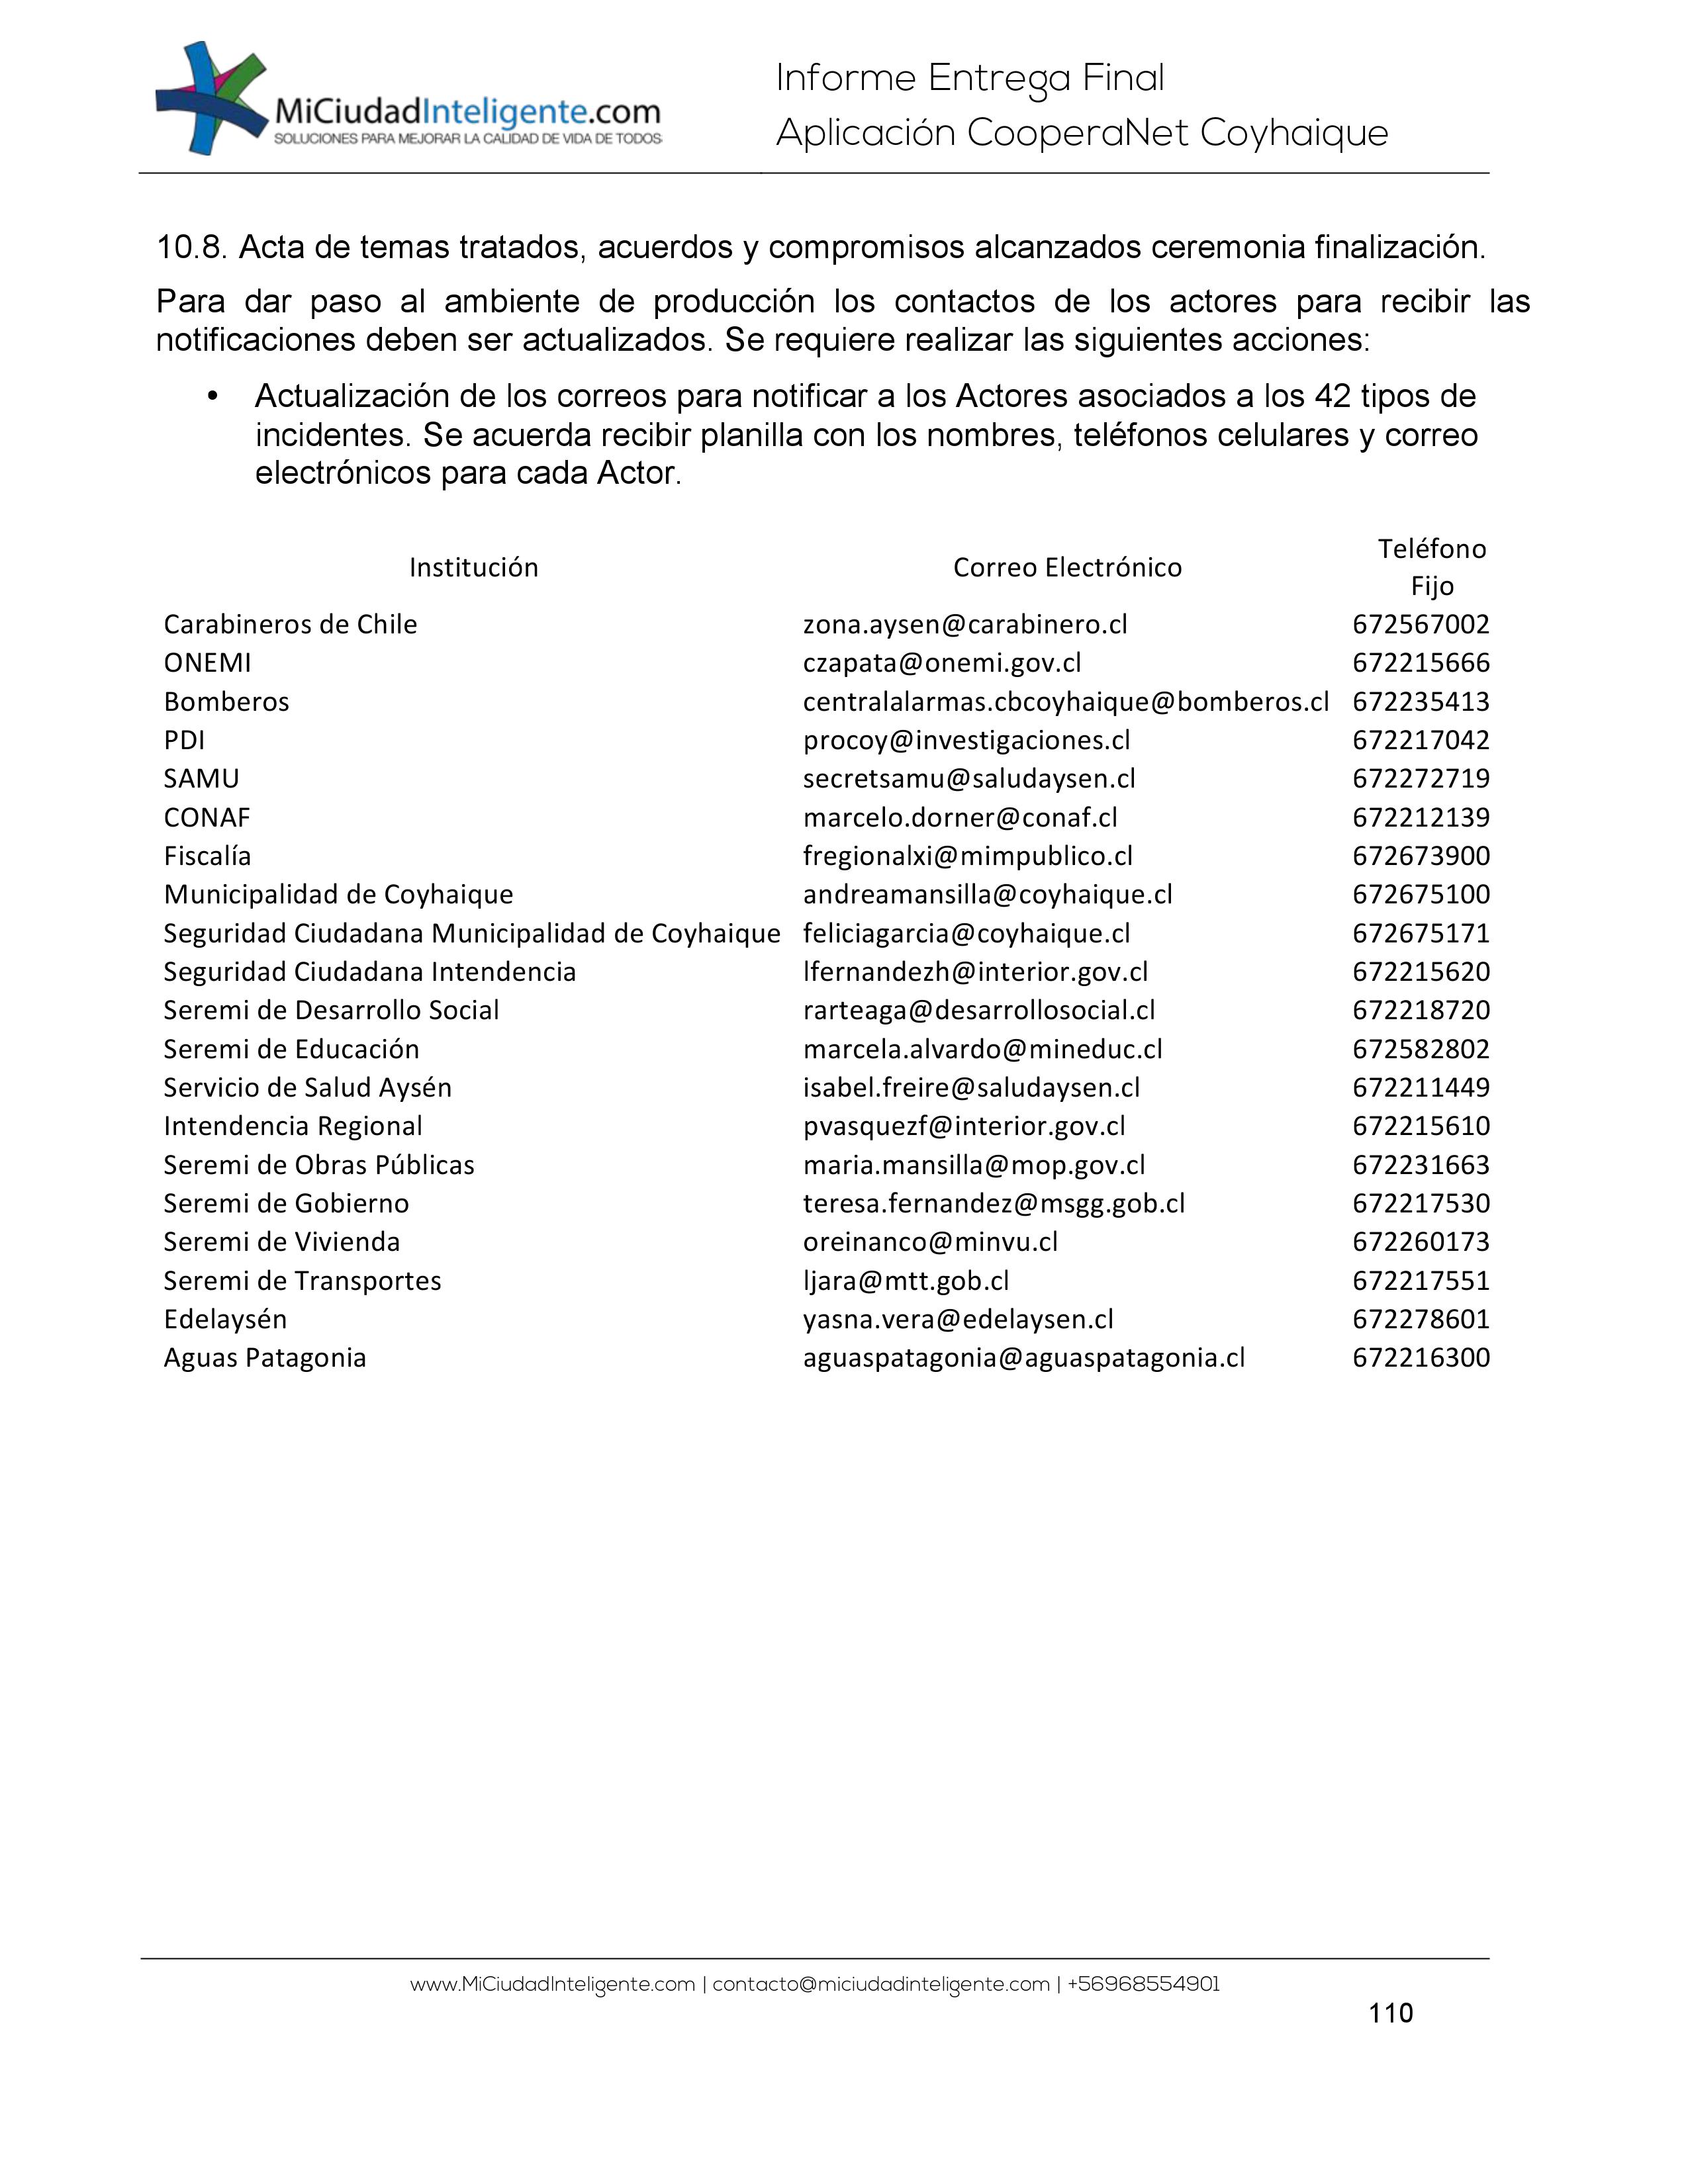 MiCiudadInteligente.com
SOLUCIONES PARA MEJORAR LA CALIDAD DE VIDA DE TODOS
Informe Entrega Final
Aplicación CooperaNet Coyhaique
10.8. Acta de temas tratados, acuerdos y compromisos alcanzados ceremonia finalización.
Para dar paso al ambiente de producción los contactos de los actores para recibir las
notificaciones deben ser actualizados. Se requiere realizar las siguientes acciones:
• Actualización de los correos para notificar a los Actores asociados a los 42 tipos de
incidentes. Se acuerda recibir planilla con los nombres, teléfonos celulares y correo
electrónicos para cada Actor.
Institución Correo Electrónico Teléfono
Fijo
Carabineros de Chile zona.aysen@carabinero.cl 672567002
ONEMI czapata@onemi.gov.cl 672215666
Bomberos centralalarmas.cbcoyhaique@bomberos.cl 672235413
PDI procoy@investigaciones.cl 672217042
SAMU secretsamu@saludaysen.cl 672272719
CONAF marcelo.dorner@conaf.cl 672212139
Fiscalía fregionalxi@mimpublico.cl 672673900
Municipalidad de Coyhaique andreamansilla@coyhaique.cl 672675100
Seguridad Ciudadana Municipalidad de Coyhaique feliciagarcia@coyhaique.cl 672675171
Seguridad Ciudadana Intendencia lfernandezh@interior.gov.cl 672215620
Seremi de Desarrollo Social rarteaga@desarrollosocial.cl 672218720
Seremi de Educación marcela.alvardo@mineduc.cl 672582802
Servicio de Salud Aysén isabel.freire@saludaysen.cl 672211449
Intendencia Regional pvasquezf@interior.gov.cl 672215610
Seremi de Obras Públicas maria.mansilla@mop.gov.cl 672231663
Seremi de Gobierno teresa.fernandez@msgg.gob.cl 672217530
Seremi de Vivienda oreinanco@minvu.cl 672260173
Seremi de Transportes ljara@mtt.gob.cl 672217551
Edelaysén yasna.vera@edelaysen.cl 672278601
Aguas Patagonia aguaspatagonia@aguaspatagonia.cl 672216300
www.MiCiudadInteligente.com | contacto@miciudadinteligente.com | +56968554901
110